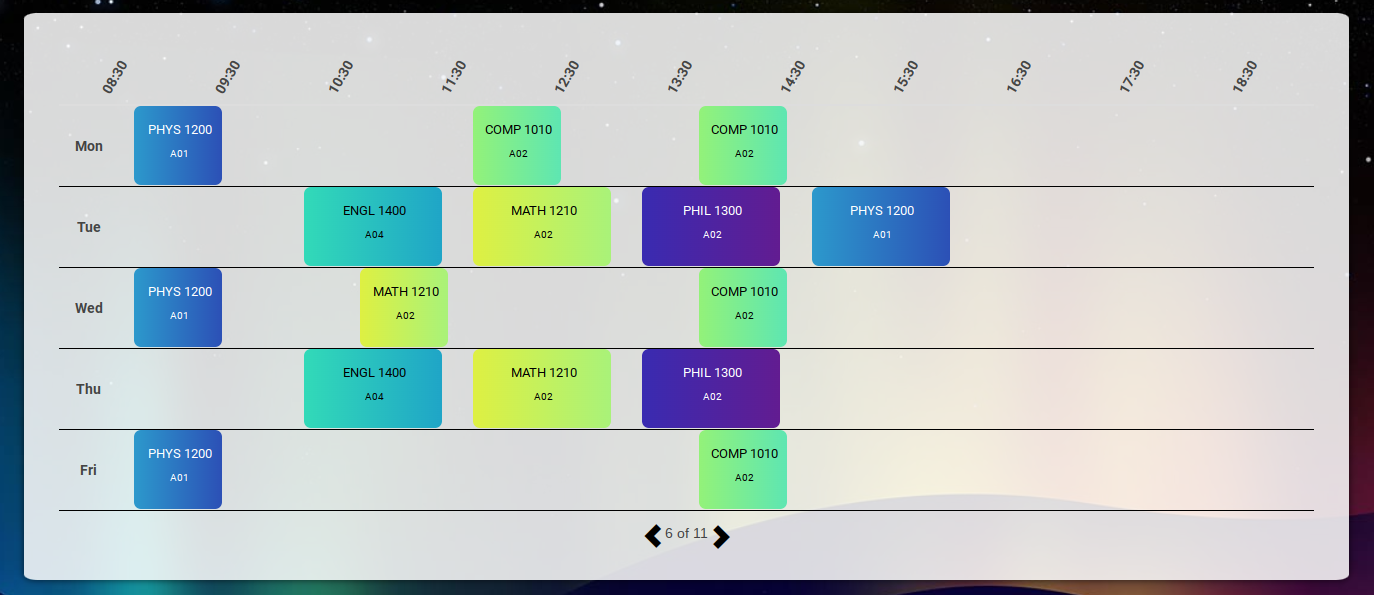 08:30 09:30 10:30 11:30 12:30 13:30 14:30 15:30 16:30 17:30 18:30
Mon
PHYS 1200
A01
COMP 1010
A02
COMP 1010
A02
Tue
ENGL 1400
A04
MATH 1210
A02
PHIL 1300
A02
PHYS 1200
A01
Wed
PHYS 1200
A01
MATH 1210
A02
COMP 1010
A02
Thu
ENGL 1400
A04
MATH 1210
A02
PHIL 1300
A02
Fri
PHYS 1200
A01
COMP 1010
A02
6 of 11